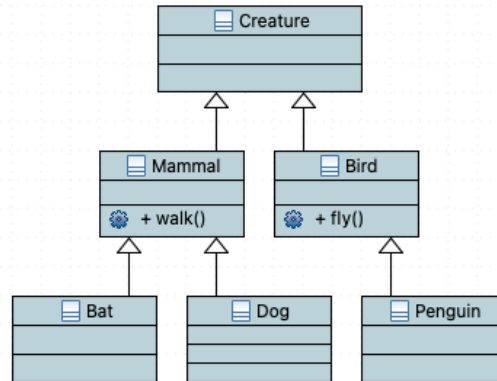 Creature
Mammal
Bird
+ walk()
+ fly()
Bat
Dog
Penguin